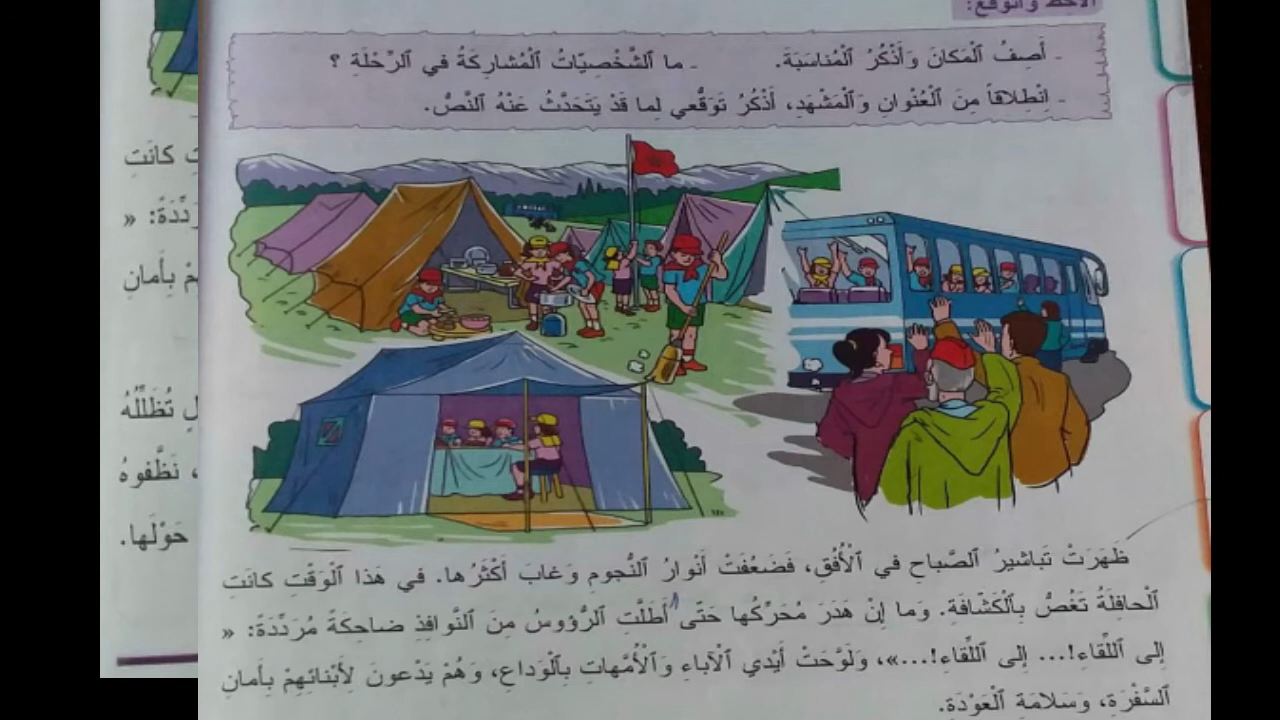 ألاحظ وأتوقع:
- أَصِفُ ٱلْمَكانَ وَأَذْكُرُ ٱلْمُناسَبَةَ. - ما ٱلشَّخْصِيّاتُ ٱلْمُشارِكَةُ في ٱلرِّحْلَةِ ؟
- اِنْطِلاقاً مِنَ ٱلْعُنْوانِ وَٱلْمَشْهَدِ، أَذْكُرُ تَوَقُّعي لِما قَدْ يَتَحَدَّثُ عَنْهُ ٱلنَّصُّ.
ظَهَرَتْ تَباشيرُ ٱلصَّباحِ في ٱلْأُفُقِ، فَضَعُفَتْ أَنْوارُ ٱلنُّجومِ وَغابَ أَكْثَرُها. في هَذا ٱلْوَقْتِ كانَتِ
ٱلْحافِلَةُ تَغُصُّ بِٱلْكَشّافَةِ. وَما إِنْ هَدَرَ مُحَرِّكُها حَتّى أَطَلَّتِ ٱلرُّؤوسُ مِنَ ٱلنَّوافِذِ ضاحِكَةً مُرَدِّدَةً: «
إِلى ٱللِّقاءِ!... إِلى ٱللِّقاءِ!...»، وَلَوَّحَتْ أَيْدي ٱلْآباءِ وَٱلْأُمَّهاتِ بِٱلْوَداعِ، وَهُمْ يَدْعونَ لِأَبْنائِهِمْ بِأَمانِ
ٱلسَّفْرَةِ، وَسَلامَةِ ٱلْعَوْدَةِ.
كانَتِ
بِأَمانِ
تُظَلِّلُهُ
، نَظَّفوهُ
حَوْلَها.